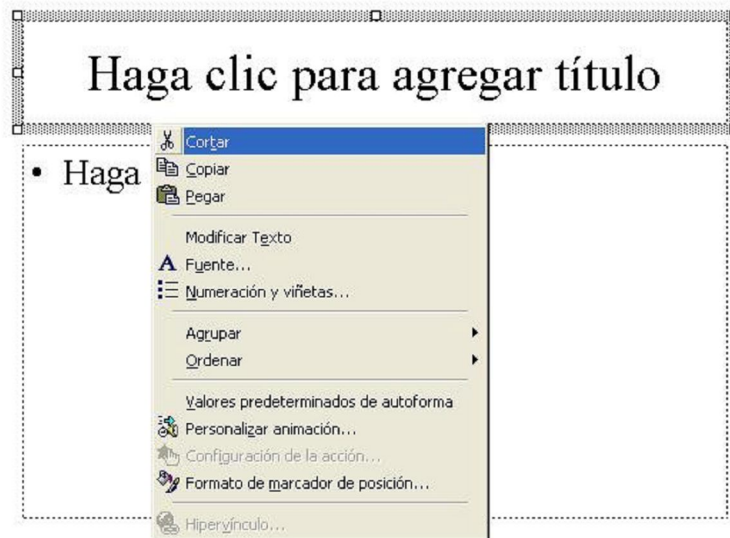 Haga clic para agregar título
• Haga
Cortar
Copiar
Pegar
Modificar Texto
Fuente...
Numeración y viñetas...
Agrupar
Ordenar
Valores predeterminados de autoforma
Personalizar animación...
Configuración de la acción...
Formato de marcador de posición...
Hipervínculo...